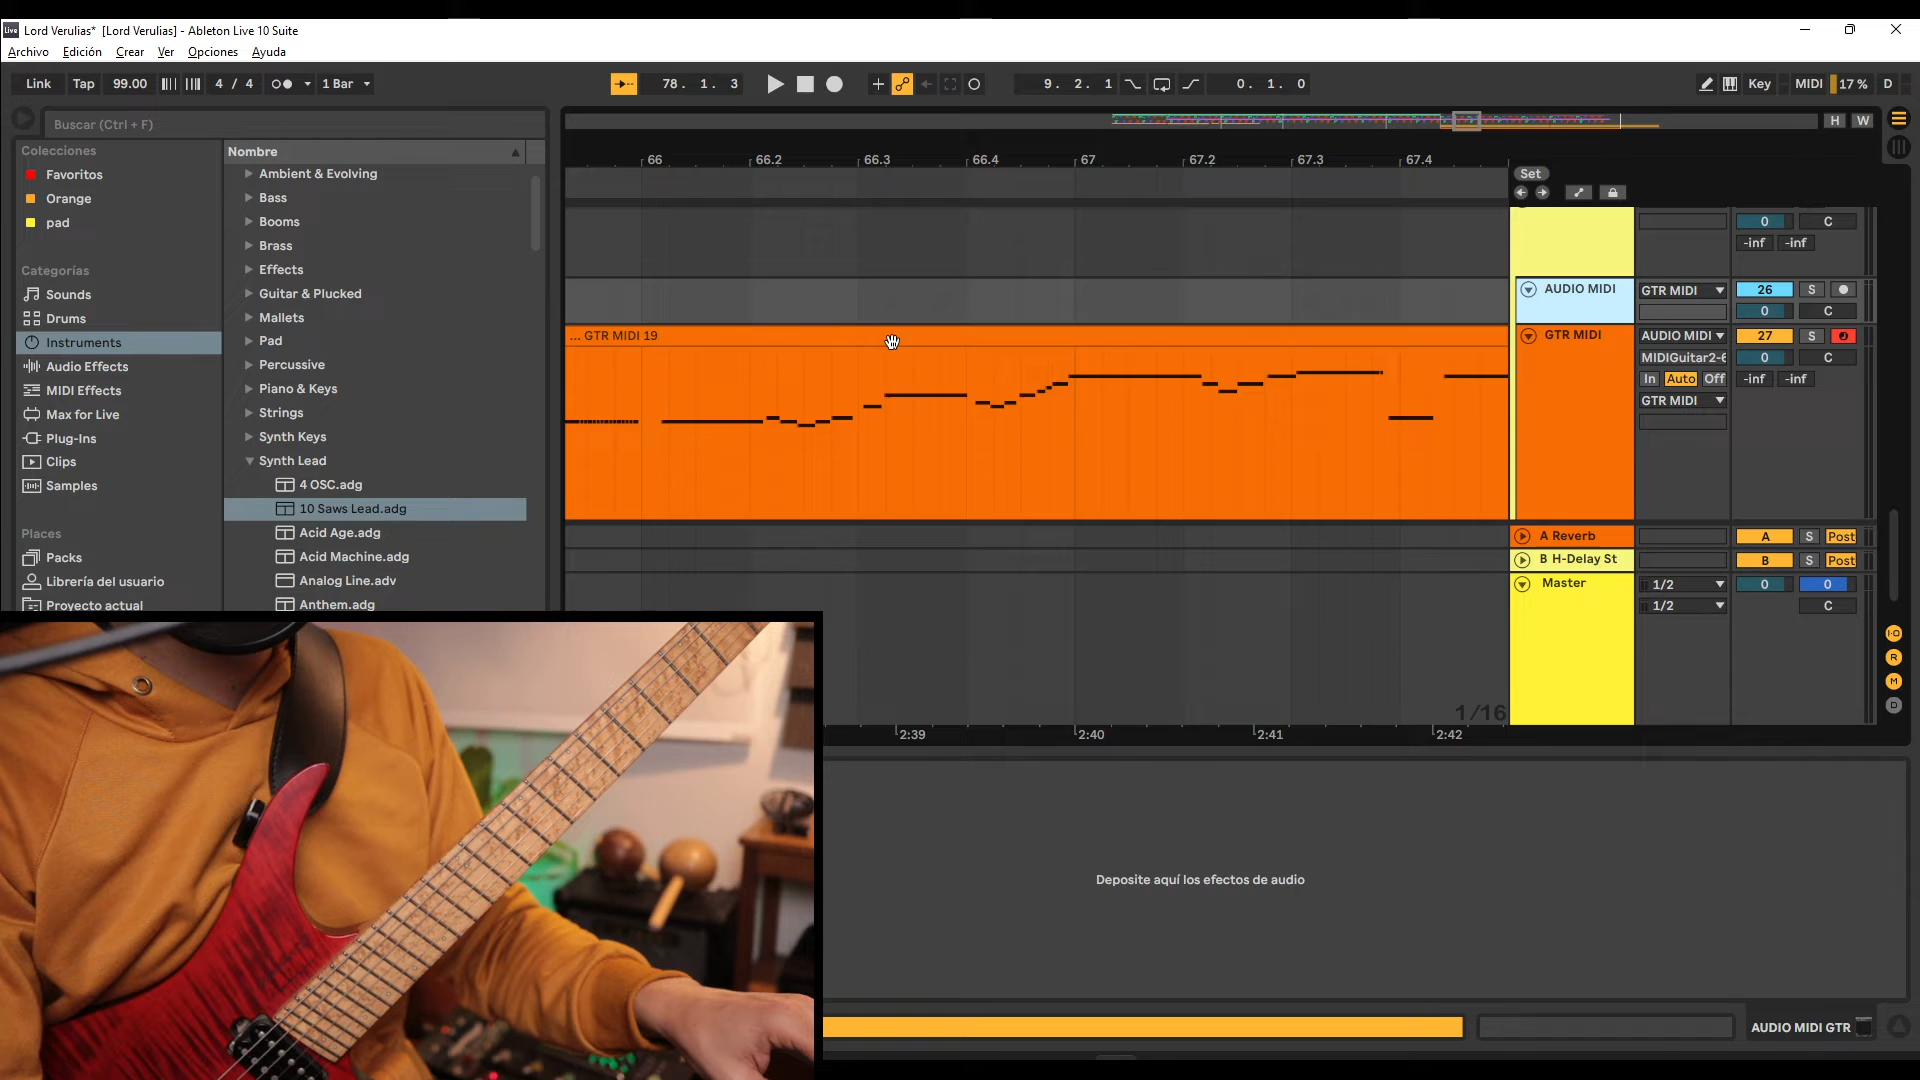 Lord Verulias* [Lord Verulias] - Ableton Live 10 Suite
Archivo Edición Crear Ver Opciones Ayuda
Link Tap 99.00 4 / 4 1 Bar 78. 1. 3 9. 2. 1 0. 1. 0 Key MIDI 17 % D
Buscar (Ctrl + F)
H W
Colecciones
Favoritos
Orange
pad
Categorías
Sounds
Drums
Instruments
Audio Effects
MIDI Effects
Max for Live
Plug-Ins
Clips
Samples
Places
Packs
Librería del usuario
Proyecto actual
Nombre
Ambient & Evolving
Bass
Booms
Brass
Effects
Guitar & Plucked
Mallets
Pad
Percussive
Piano & Keys
Strings
Synth Keys
Synth Lead
4 OSC.adg
10 Saws Lead.adg
Acid Age.adg
Acid Machine.adg
Analog Line.adv
Anthem.adg
66 66.2 66.3 66.4 67 67.2 67.3 67.4
Set
0 C
-inf -inf
AUDIO MIDI GTR MIDI 26 S
0 C
... GTR MIDI 19
GTR MIDI AUDIO MIDI 27 S
MIDIGuitar2-6 0 C
In Auto Off -inf -inf
GTR MIDI
A Reverb A S Post
B H-Delay St B S Post
Master 1/2 0 0
1/2 C
I·O
R
M
D
1/16
2:39 2:40 2:41 2:42
Deposite aquí los efectos de audio
AUDIO MIDI GTR